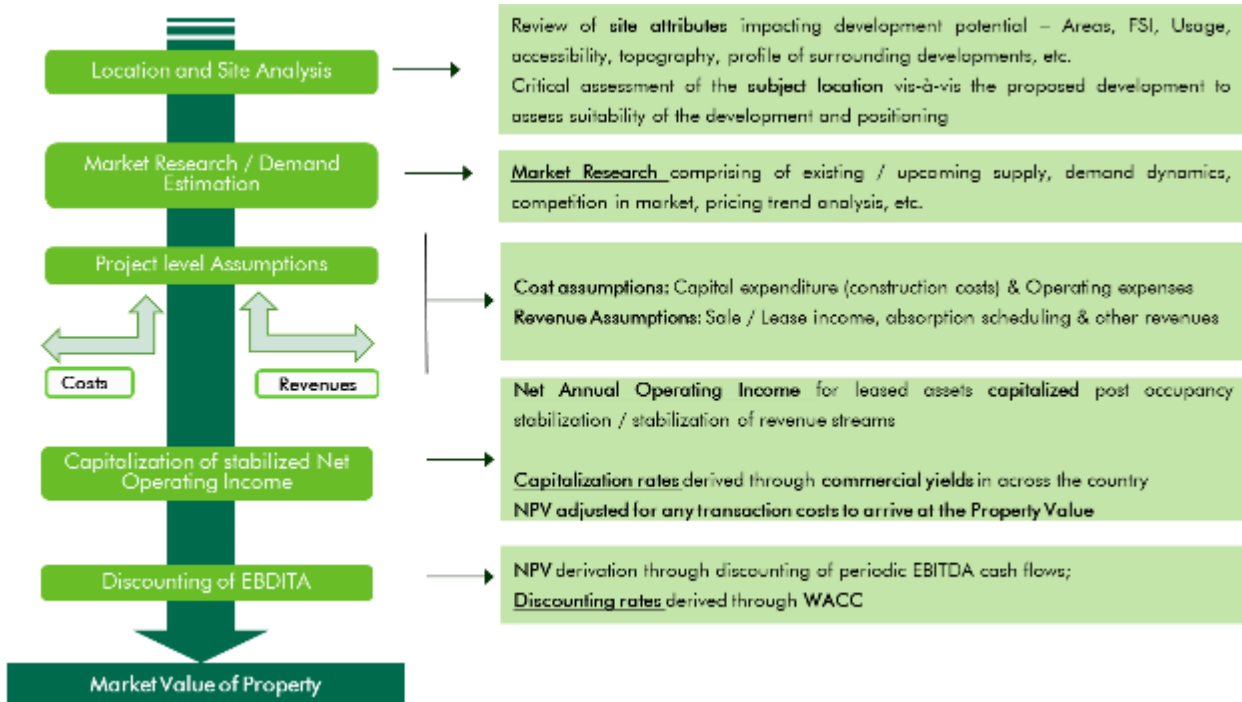 Location and Site Analysis
Review of site attributes impacting development potential – Areas, FSI, Usage,
accessibility, topography, profile of surrounding developments, etc.
Critical assessment of the subject location vis-à-vis the proposed development to
assess suitability of the development and positioning
Market Research / Demand
Estimation
Market Research comprising of existing / upcoming supply, demand dynamics,
competition in market, pricing trend analysis, etc.
Project level Assumptions
Costs
Revenues
Cost assumptions: Capital expenditure (construction costs) & Operating expenses
Revenue Assumptions: Sale / Lease income, absorption scheduling & other revenues
Capitalization of stabilized Net
Operating Income
Net Annual Operating Income for leased assets capitalized post occupancy
stabilization / stabilization of revenue streams
Capitalization rates derived through commercial yields in across the country
NPV adjusted for any transaction costs to arrive at the Property Value
Discounting of EBDITA
NPV derivation through discounting of periodic EBITDA cash flows;
Discounting rates derived through WACC
Market Value of Property